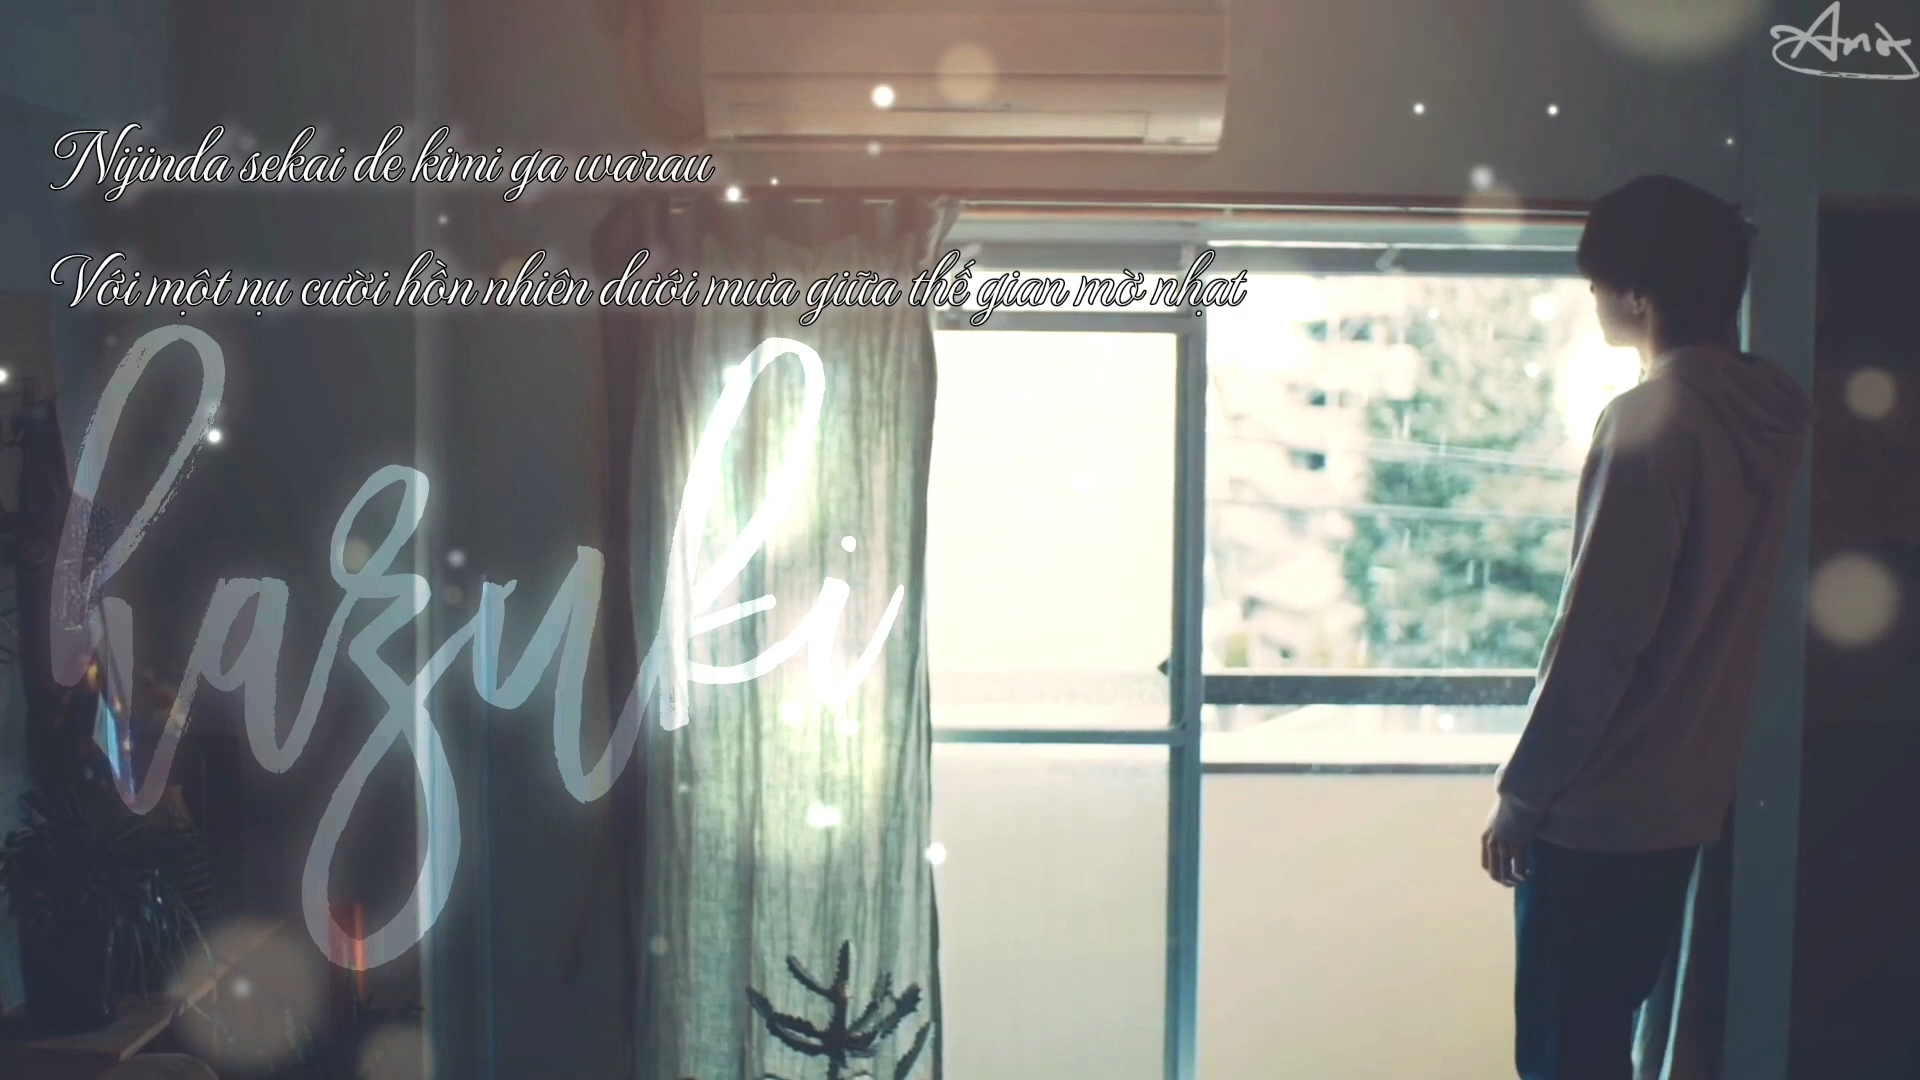 Anot
Nijinda sekai de kimi ga warau
Với một nụ cười hồn nhiên dưới mưa giữa thế gian mờ nhạt
hazuki